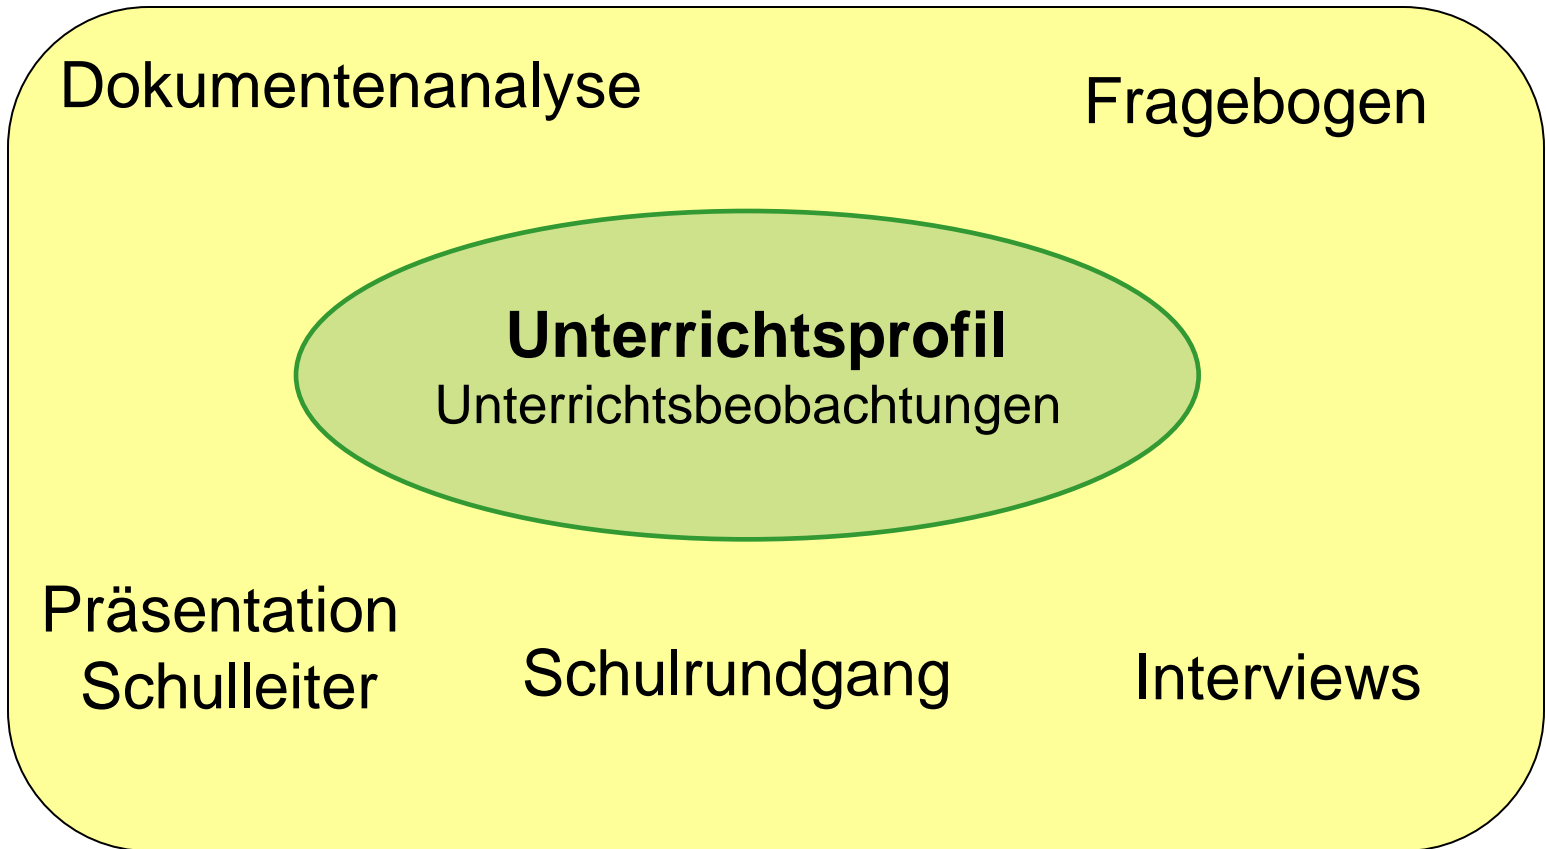 Dokumentenanalyse
Fragebogen
Unterrichtsprofil
Unterrichtsbeobachtungen
Präsentation
Schulleiter
Schulrundgang
Interviews